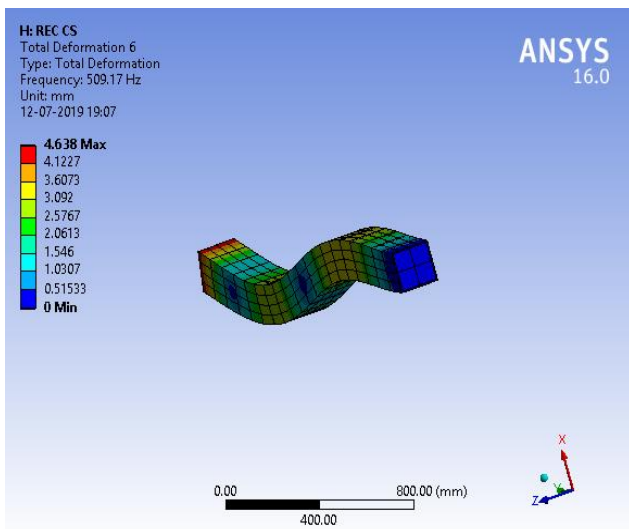 H: REC CS
Total Deformation 6
Type: Total Deformation
Frequency: 509.17 Hz
Unit: mm
12-07-2019 19:07
ANSYS
16.0
4.638 Max
4.1227
3.6073
3.092
2.5767
2.0613
1.546
1.0307
0.51533
0 Min
0.00
800.00 (mm)
400.00
X
Y
Z